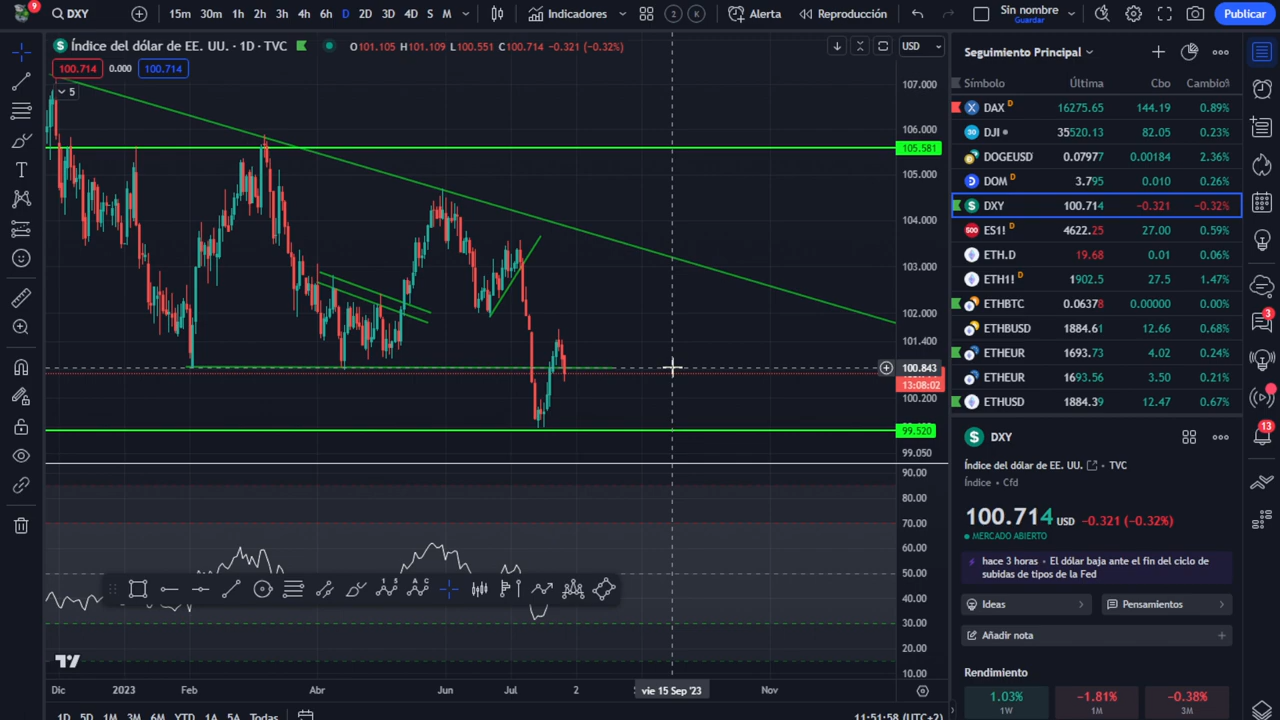 9
DXY
15m 30m 1h 2h 3h 4h 6h D 2D 3D 4D S M
Indicadores
2 K
Alerta
Reproducción
Sin nombre
Guardar
Publicar
Índice del dólar de EE. UU. · 1D · TVC
O101.105 H101.109 L100.551 C100.714 -0.321 (-0.32%)
USD
100.714 0.000 100.714
5
107.000
106.000
105.581
105.000
104.000
103.000
102.000
101.400
100.843
13:08:02
100.200
99.520
99.050
90.00
80.00
70.00
60.00
50.00
40.00
30.00
20.00
10.00
Dic 2023 Feb Abr Jun Jul 2 vie 15 Sep '23 Nov
1D 5D 1M 3M 6M YTD 1A 5A Todas
11:51:58 (UTC+2)
Seguimiento Principal
Símbolo Última Cbo Cambio%
DAX D 16275.65 144.19 0.89%
30 DJI 35520.13 82.05 0.23%
DOGEUSD 0.07977 0.00184 2.36%
DOM D 3.795 0.010 0.26%
DXY 100.714 -0.321 -0.32%
500 ES1! D 4622.25 27.00 0.59%
ETH.D 19.68 0.01 0.06%
ETH1! D 1902.5 27.5 1.47%
ETHBTC 0.06378 0.00000 0.00%
ETHBUSD 1884.61 12.66 0.68%
ETHEUR 1693.73 4.02 0.24%
ETHEUR 1693.56 3.50 0.21%
ETHUSD 1884.39 12.47 0.67%
3
13
DXY
Índice del dólar de EE. UU. · TVC
Índice · Cfd
100.714 USD -0.321 (-0.32%)
MERCADO ABIERTO
hace 3 horas · El dólar baja ante el fin del ciclo de
subidas de tipos de la Fed
Ideas
Pensamientos
Añadir nota
Rendimiento
1.03% -1.81% -0.38%
1W 1M 3M